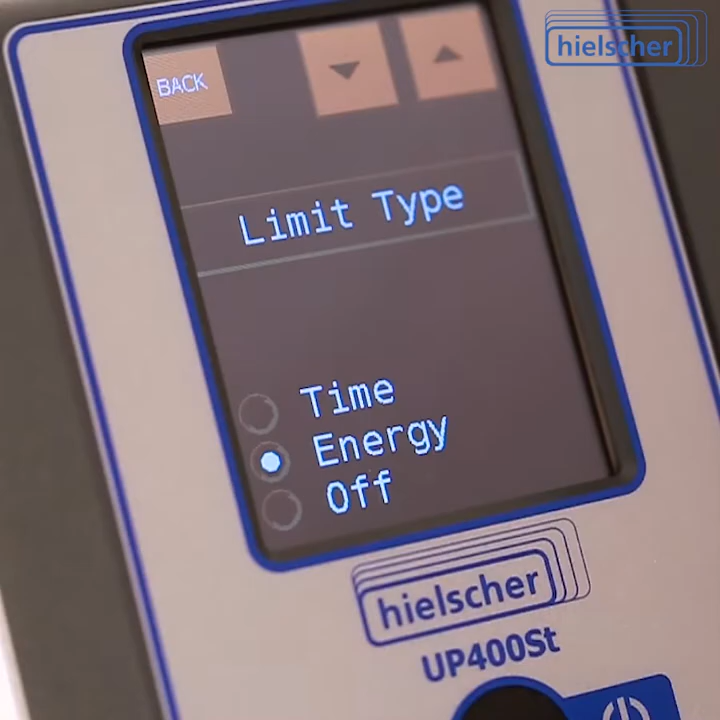 hielscher
BACK
Limit Type
Time
Energy
Off
hielscher
UP400St